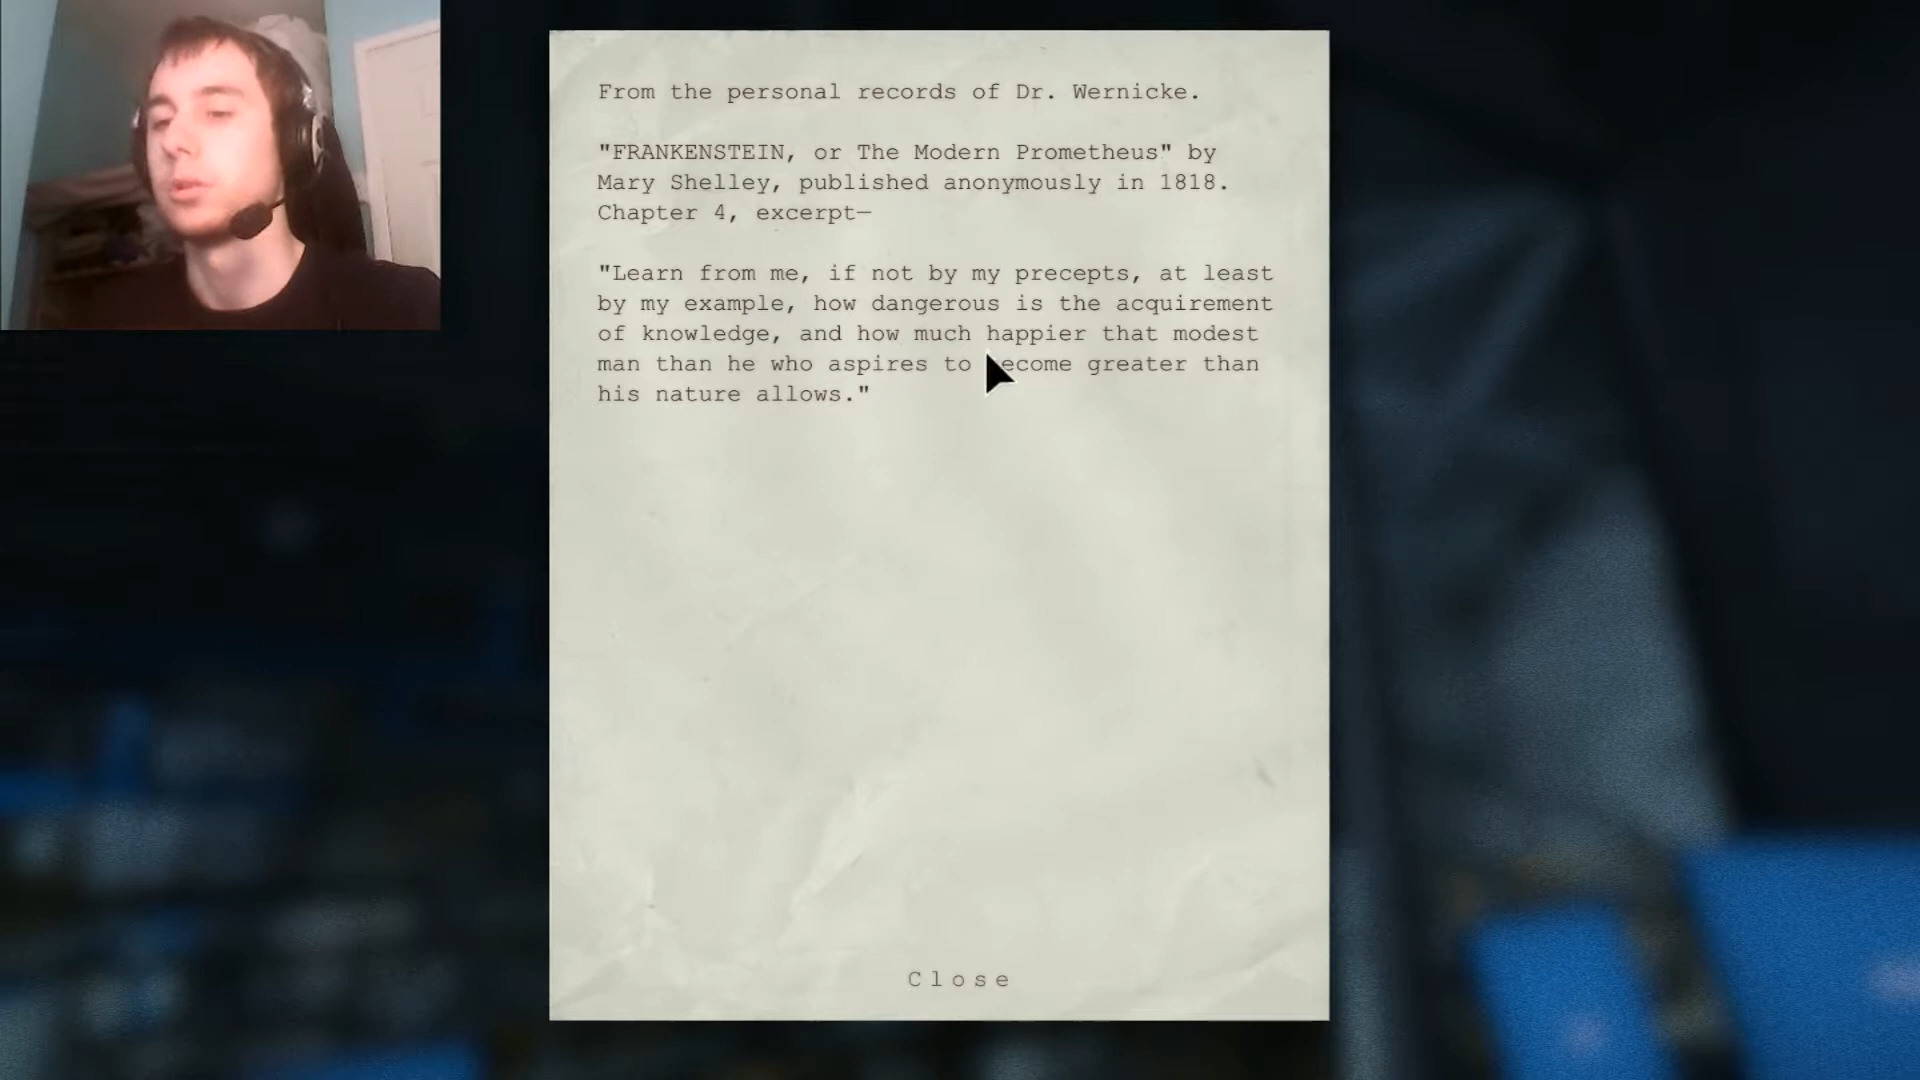 From the personal records of Dr. Wernicke.
"FRANKENSTEIN, or The Modern Prometheus" by
Mary Shelley, published anonymously in 1818.
Chapter 4, excerpt—
"Learn from me, if not by my precepts, at least
by my example, how dangerous is the acquirement
of knowledge, and how much happier that modest
man than he who aspires to become greater than
his nature allows."
Close